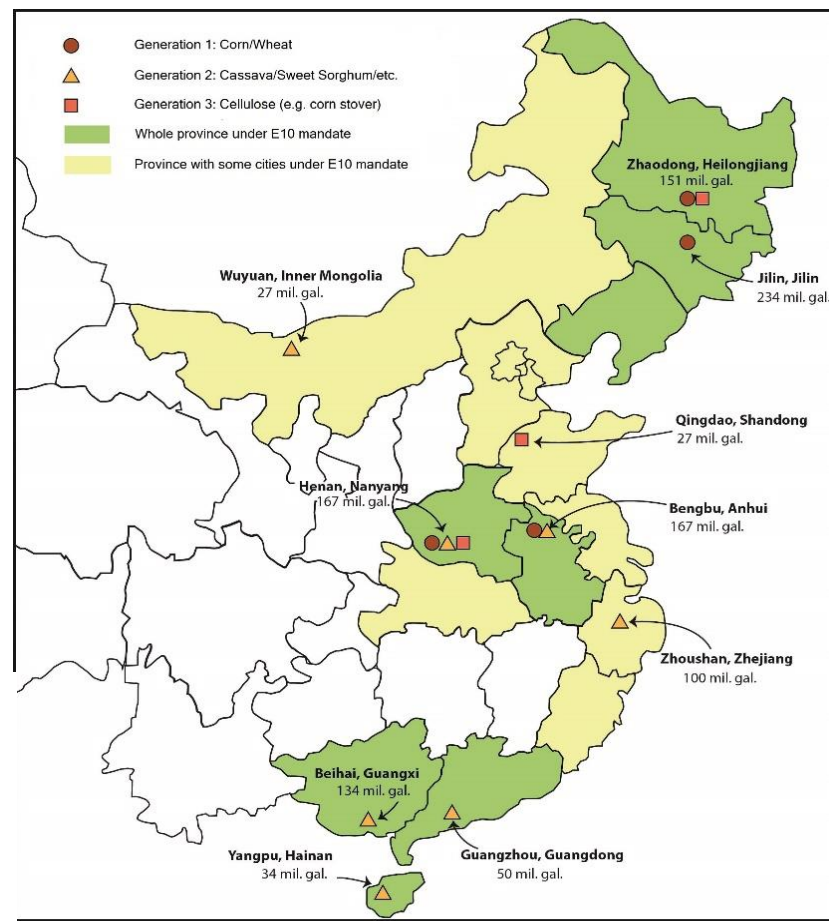 Generation 1: Corn/Wheat
Generation 2: Cassava/Sweet Sorghum/etc.
Generation 3: Cellulose (e.g. corn stover)
Whole province under E10 mandate
Province with some cities under E10 mandate
Zhaodong, Heilongjiang
151 mil. gal.
Wuyuan, Inner Mongolia
27 mil. gal.
Jilin, Jilin
234 mil. gal.
Qingdao, Shandong
27 mil. gal.
Henan, Nanyang
167 mil. gal.
Bengbu, Anhui
167 mil. gal.
Zhoushan, Zhejiang
100 mil. gal.
Beihai, Guangxi
134 mil. gal.
Yangpu, Hainan
34 mil. gal.
Guangzhou, Guangdong
50 mil. gal.